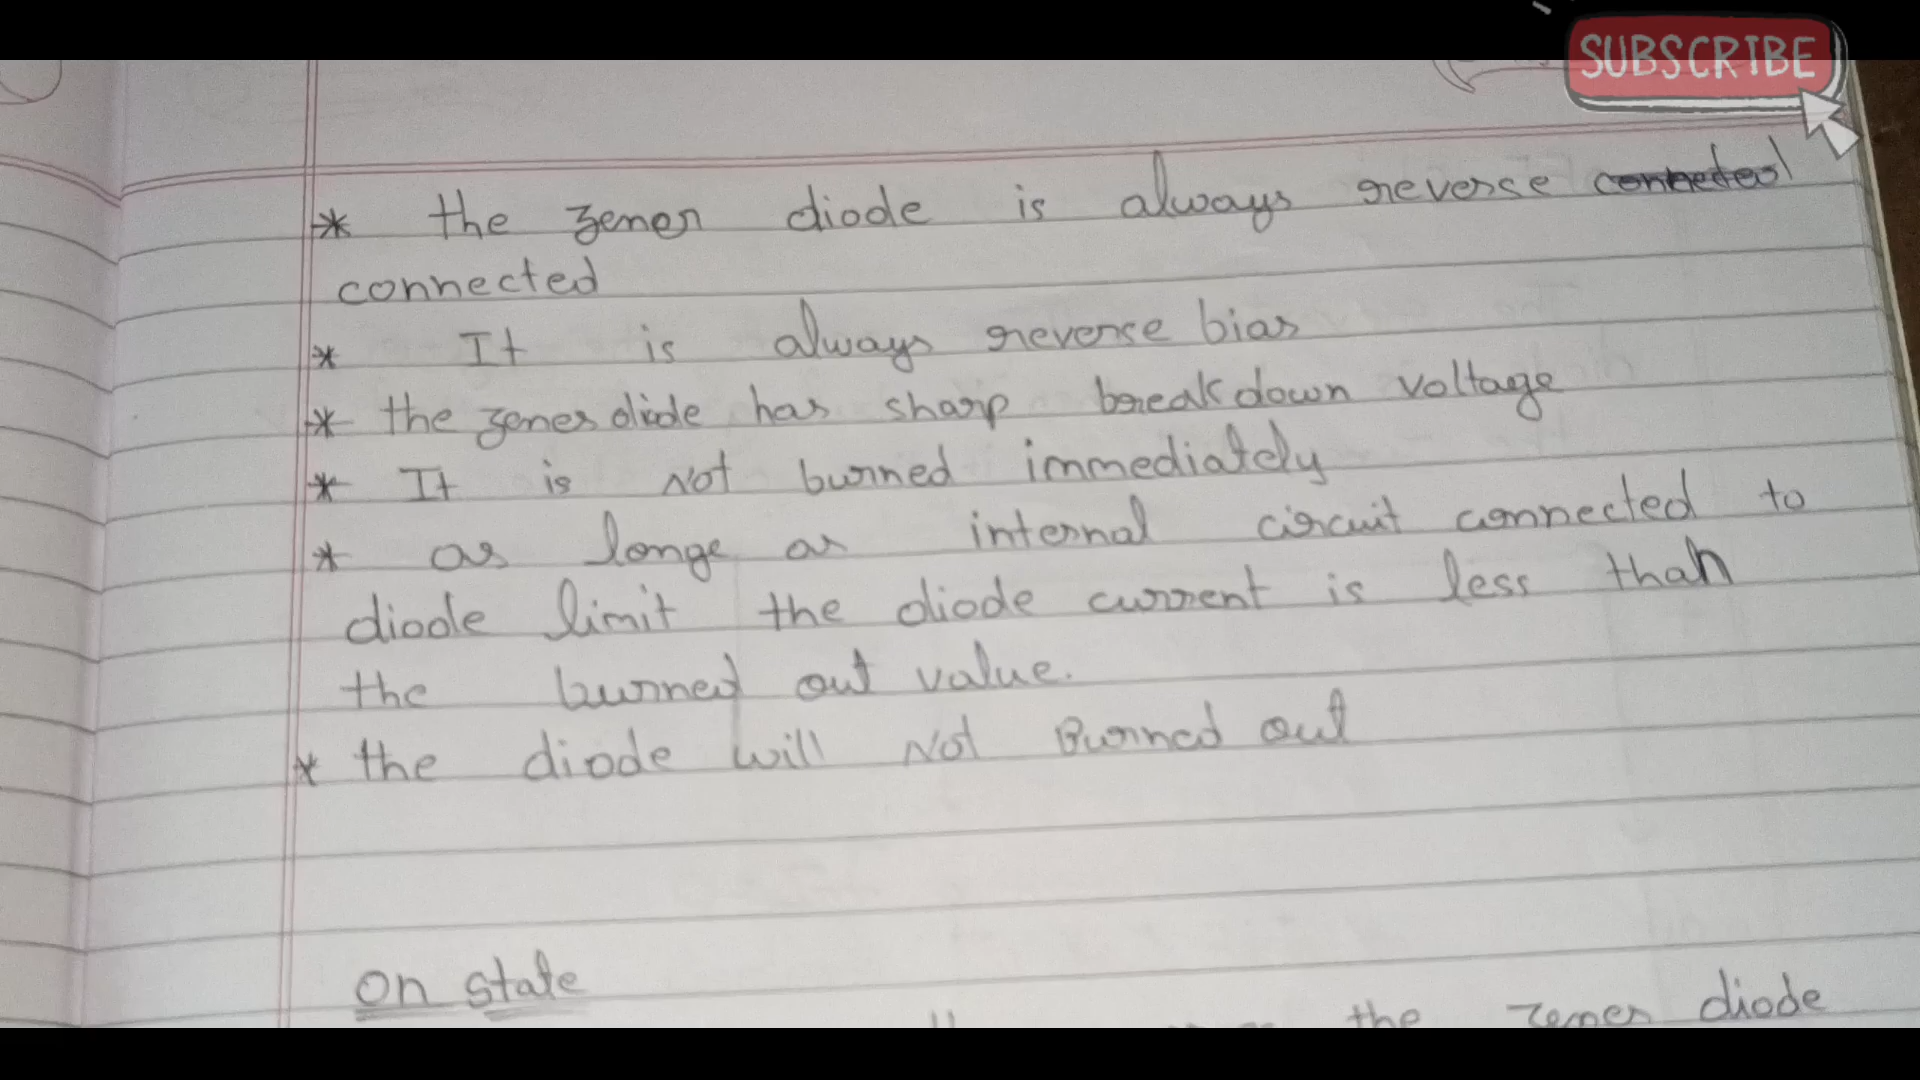 SUBSCRIBE
* the zener diode is always reverse connected
connected
* It is always reverse bias
* the zener diode has sharp breakdown voltage
* It is Not burned immediately
* as longe as internal circuit connected to
diode limit the diode current is less than
the burned out value.
* the diode will Not Burned out
On state
the zener diode